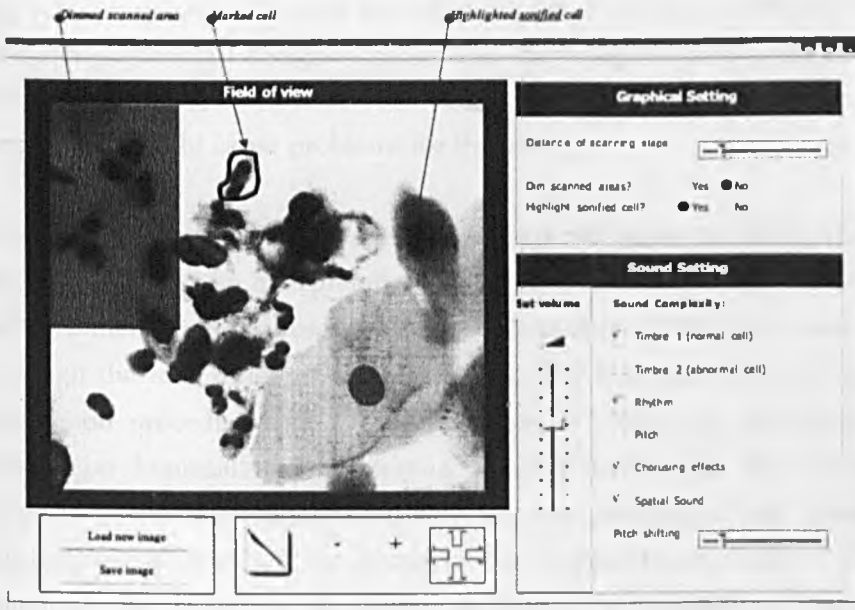 Dimmed scanned area
Marked cell
Highlighted sonified cell
Field of view
Graphical Setting
Distance of scanning slope
Dim scanned areas? Yes No
Highlight sonified cell? Yes No
Sound Setting
Set volume
Sound Complexity:
Timbre 1 (normal cell)
Timbre 2 (abnormal cell)
Rhythm
Pitch
Chorusing effects
Spatial Sound
Pitch shifting
Load new image
Save image
- +